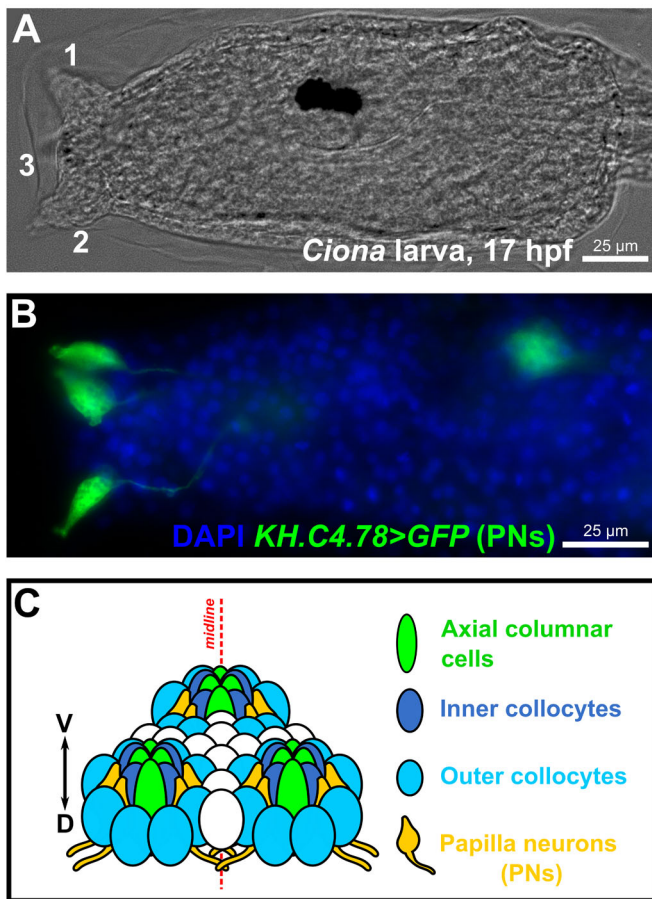 A
1
3
2
Ciona larva, 17 hpf
25 µm
B
DAPI KH.C4.78>GFP (PNs)
25 µm
C
midline
V
D
Axial columnar
cells
Inner collocytes
Outer collocytes
Papilla neurons
(PNs)